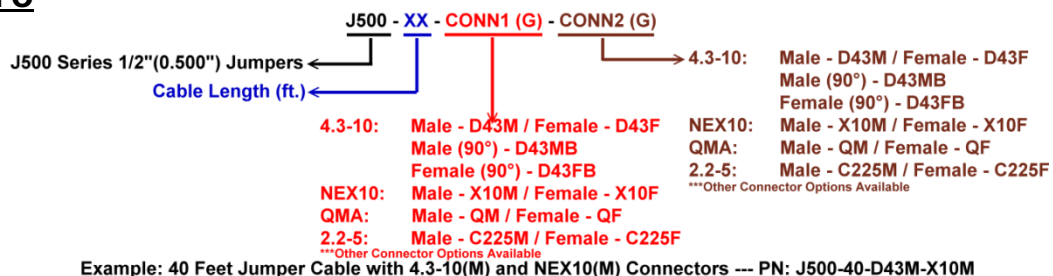 J500 - XX - CONN1 (G) - CONN2 (G)
J500 Series 1/2"(0.500") Jumpers
Cable Length (ft.)
4.3-10: Male - D43M / Female - D43F
Male (90°) - D43MB
Female (90°) - D43FB
NEX10: Male - X10M / Female - X10F
QMA: Male - QM / Female - QF
2.2-5: Male - C225M / Female - C225F
***Other Connector Options Available
4.3-10: Male - D43M / Female - D43F
Male (90°) - D43MB
Female (90°) - D43FB
NEX10: Male - X10M / Female - X10F
QMA: Male - QM / Female - QF
2.2-5: Male - C225M / Female - C225F
***Other Connector Options Available
Example: 40 Feet Jumper Cable with 4.3-10(M) and NEX10(M) Connectors --- PN: J500-40-D43M-X10M